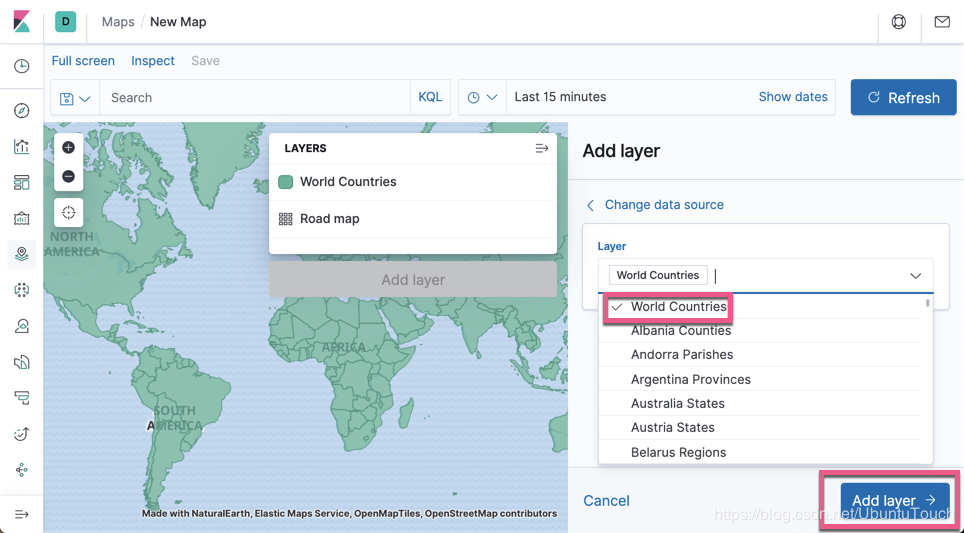 D Maps / New Map
Full screen Inspect Save
Search KQL Last 15 minutes Show dates Refresh
LAYERS
World Countries
Road map
Add layer
NORTH
AMERICA
AFRICA
SOUTH
AMERICA
Made with NaturalEarth, Elastic Maps Service, OpenMapTiles, OpenStreetMap contributors
Add layer
Change data source
Layer
World Countries
World Countries
Albania Counties
Andorra Parishes
Argentina Provinces
Australia States
Austria States
Belarus Regions
Cancel
Add layer
https://blog.csdn.net/UbuntuTouch